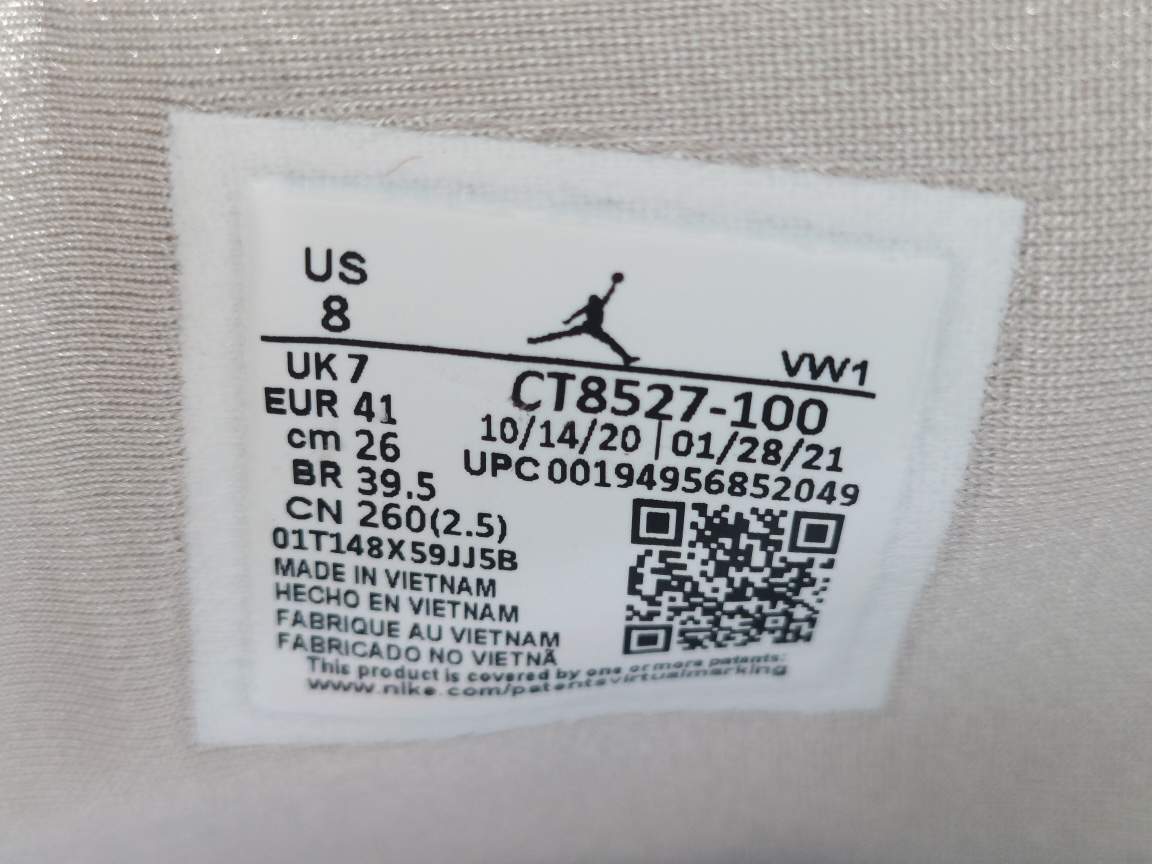 US
8
VW1
UK 7
CT8527-100
EUR 41
10/14/20 | 01/28/21
cm 26
UPC 00194956852049
BR 39.5
CN 260(2.5)
01T148X59JJ5B
MADE IN VIETNAM
HECHO EN VIETNAM
FABRIQUE AU VIETNAM
FABRICADO NO VIETNÃ
This product is covered by one or more patents:
www.nike.com/patentsvirtualmarking